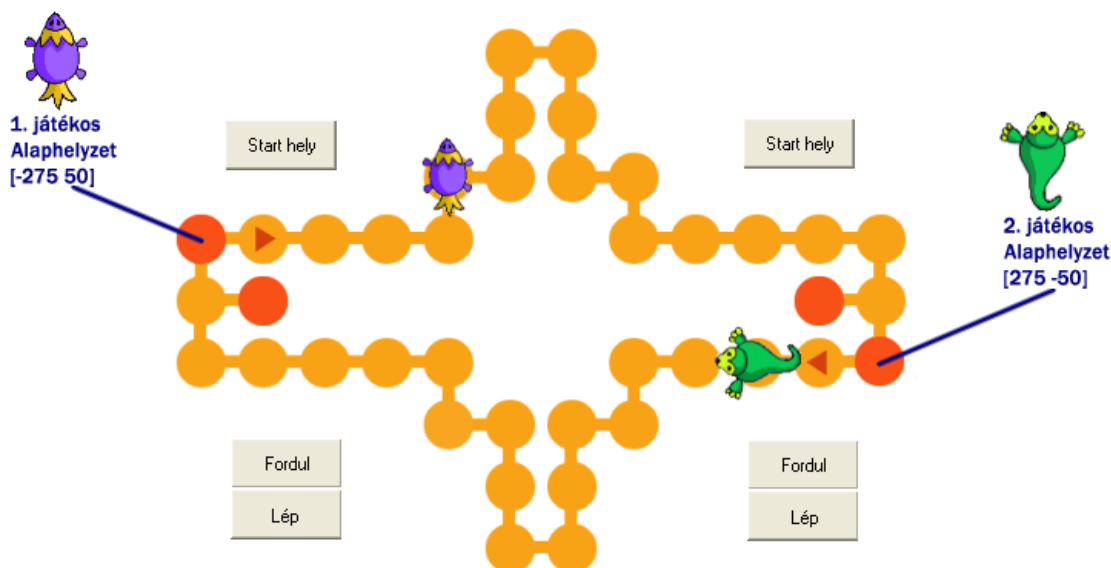 1. játékos
Alaphelyzet
[-275 50]
Start hely
Start hely
2. játékos
Alaphelyzet
[275 -50]
Fordul
Lép
Fordul
Lép